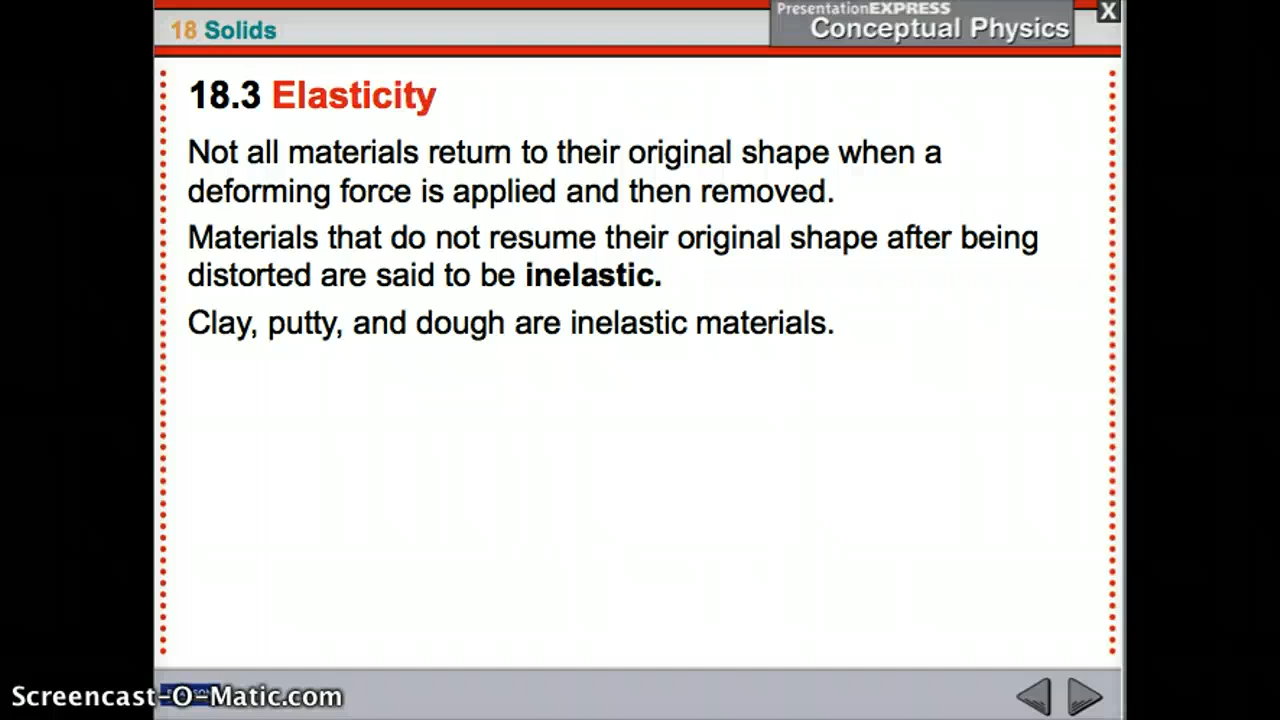 PresentationEXPRESS
X
18 Solids
Conceptual Physics
18.3 Elasticity
Not all materials return to their original shape when a
deforming force is applied and then removed.
Materials that do not resume their original shape after being
distorted are said to be inelastic.
Clay, putty, and dough are inelastic materials.
Screencast-O-Matic.com